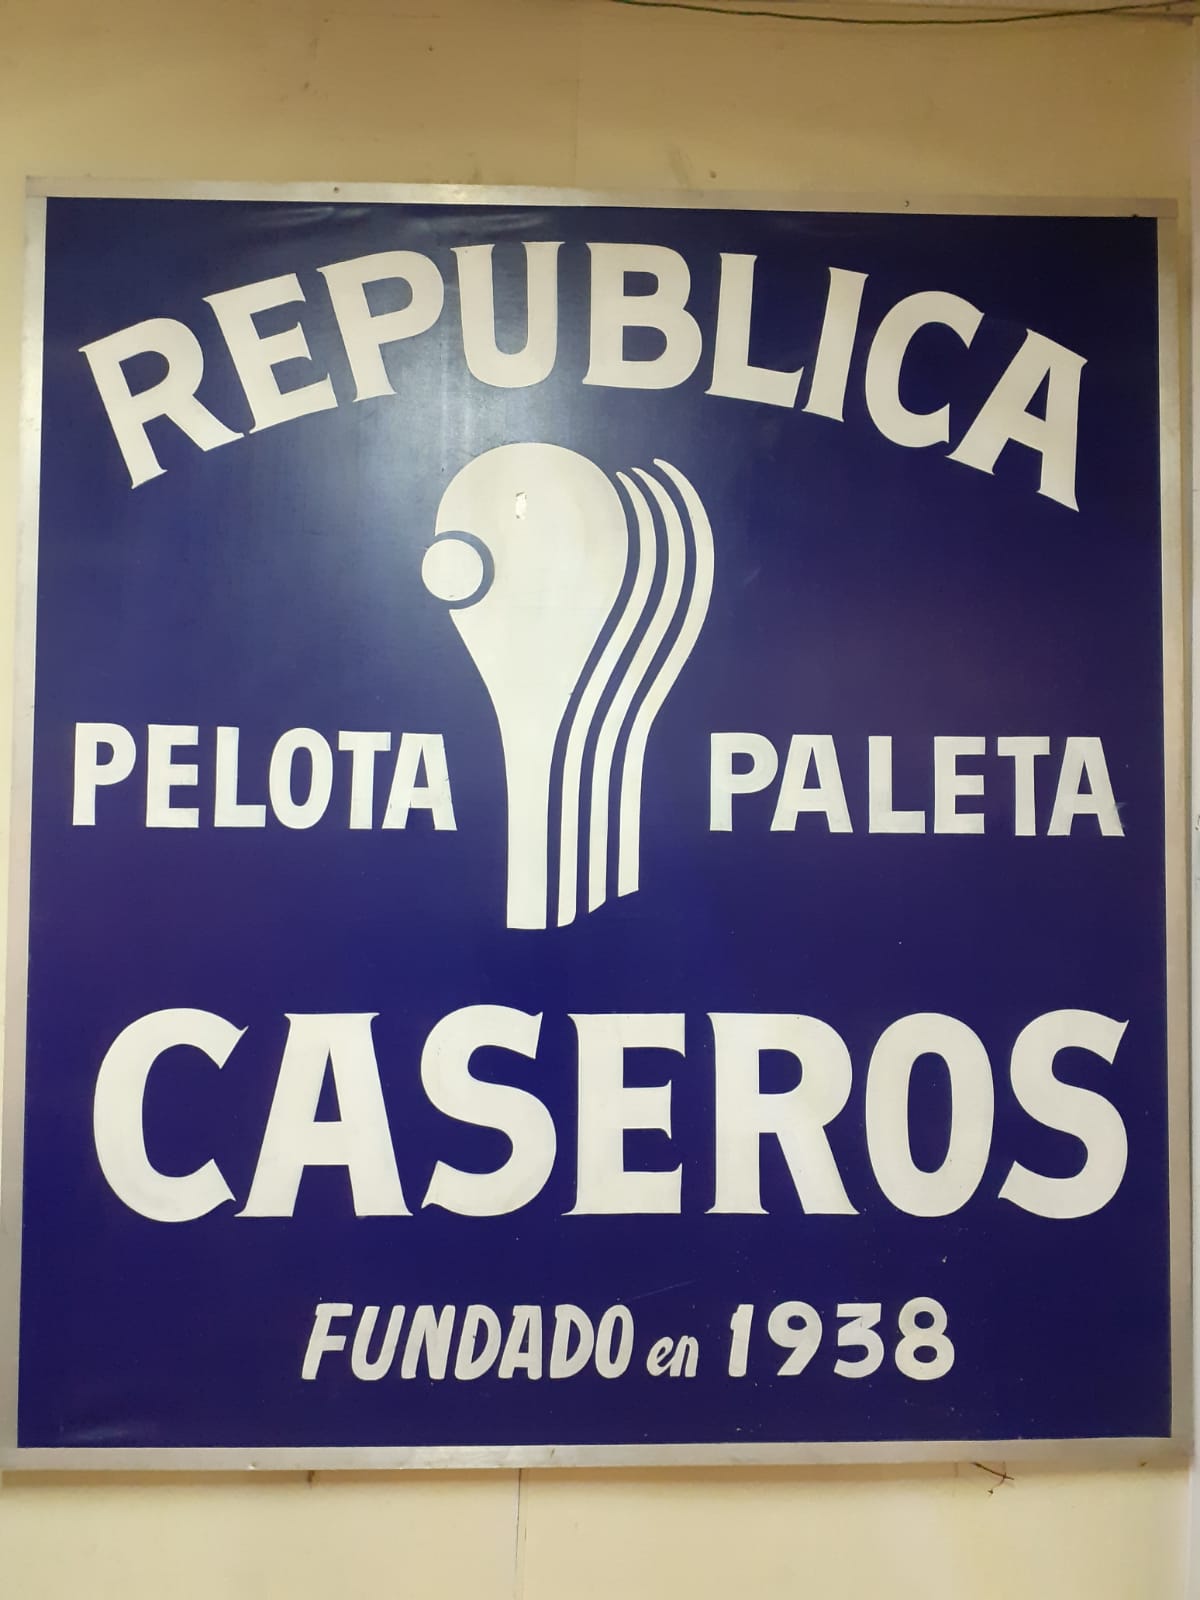 REPUBLICA
PELOTA PALETA
CASEROS
FUNDADO en 1938